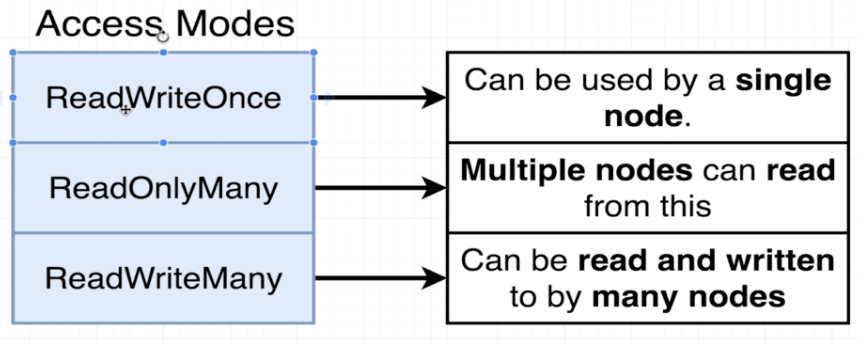 Access Modes
ReadWriteOnce
Can be used by a single
node.
ReadOnlyMany
Multiple nodes can read
from this
ReadWriteMany
Can be read and written
to by many nodes